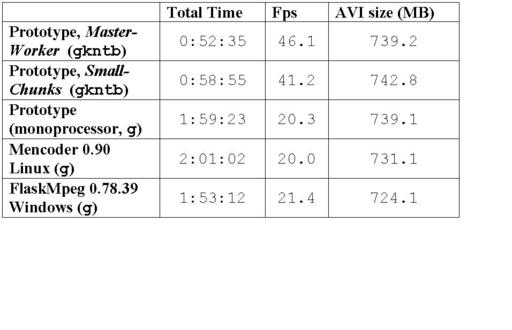 Total Time Fps AVI size (MB)
Prototype, Master-
Worker (gkntb) 0:52:35 46.1 739.2
Prototype, Small-
Chunks (gkntb) 0:58:55 41.2 742.8
Prototype
(monoprocessor, g) 1:59:23 20.3 739.1
Mencoder 0.90
Linux (g) 2:01:02 20.0 731.1
FlaskMpeg 0.78.39
Windows (g) 1:53:12 21.4 724.1